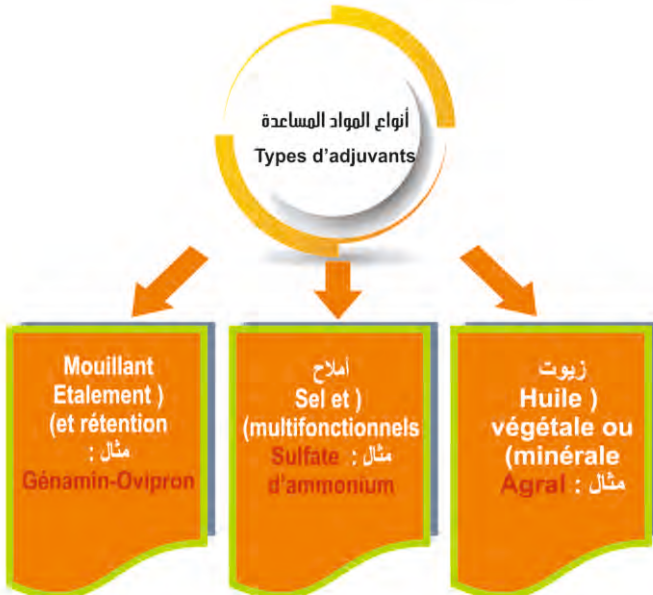 أنواع المواد المساعدة
Types d'adjuvants
Mouillant
Etalement )
(et rétention
مثال :
Génamin-Ovipron
أملاح
Sel et )
(multifonctionnels
مثال : Sulfate
d'ammonium
زيوت
Huile )
végétale ou
(minérale
مثال : Agral